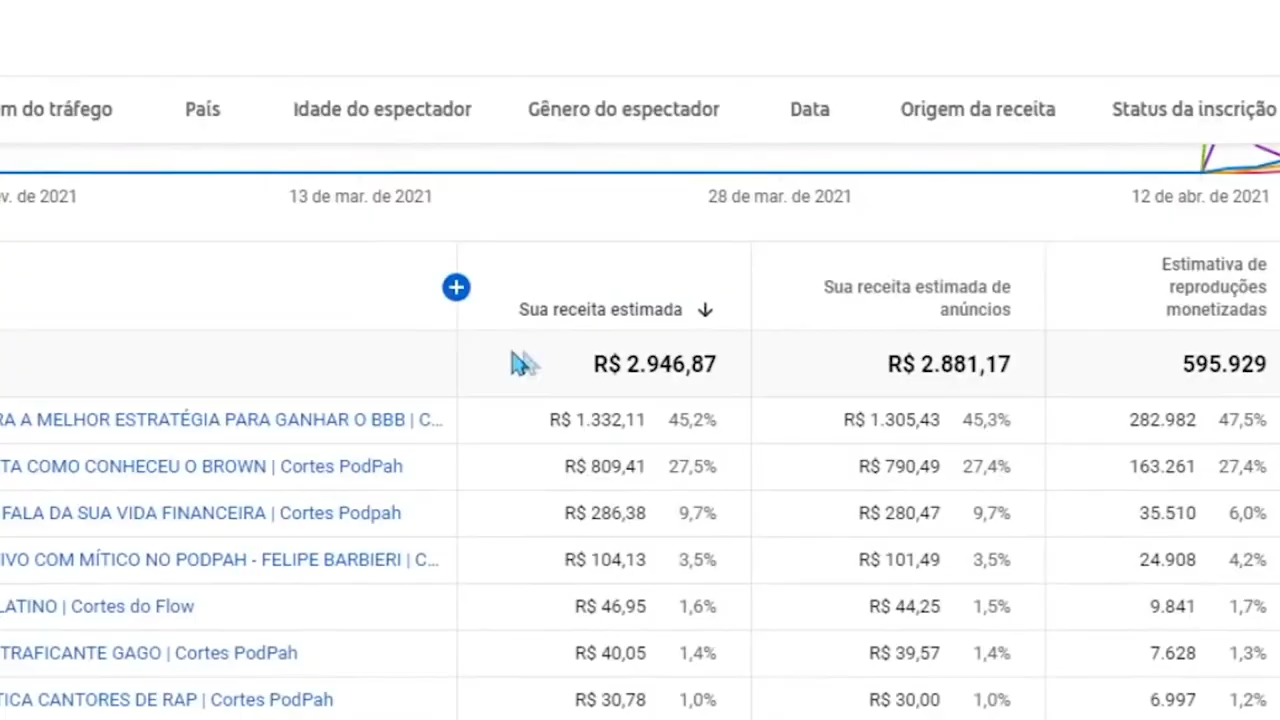 m do tráfego País Idade do espectador Gênero do espectador Data Origem da receita Status da inscrição
ev. de 2021 13 de mar. de 2021 28 de mar. de 2021 12 de abr. de 2021
Sua receita estimada Sua receita estimada de anúncios Estimativa de reproduções monetizadas
R$ 2.946,87 R$ 2.881,17 595.929
RA A MELHOR ESTRATÉGIA PARA GANHAR O BBB | C... R$ 1.332,11 45,2% R$ 1.305,43 45,3% 282.982 47,5%
TA COMO CONHECEU O BROWN | Cortes PodPah R$ 809,41 27,5% R$ 790,49 27,4% 163.261 27,4%
FALA DA SUA VIDA FINANCEIRA | Cortes Podpah R$ 286,38 9,7% R$ 280,47 9,7% 35.510 6,0%
IVO COM MÍTICO NO PODPAH - FELIPE BARBIERI | C... R$ 104,13 3,5% R$ 101,49 3,5% 24.908 4,2%
LATINO | Cortes do Flow R$ 46,95 1,6% R$ 44,25 1,5% 9.841 1,7%
TRAFICANTE GAGO | Cortes PodPah R$ 40,05 1,4% R$ 39,57 1,4% 7.628 1,3%
TICA CANTORES DE RAP | Cortes PodPah R$ 30,78 1,0% R$ 30,00 1,0% 6.997 1,2%